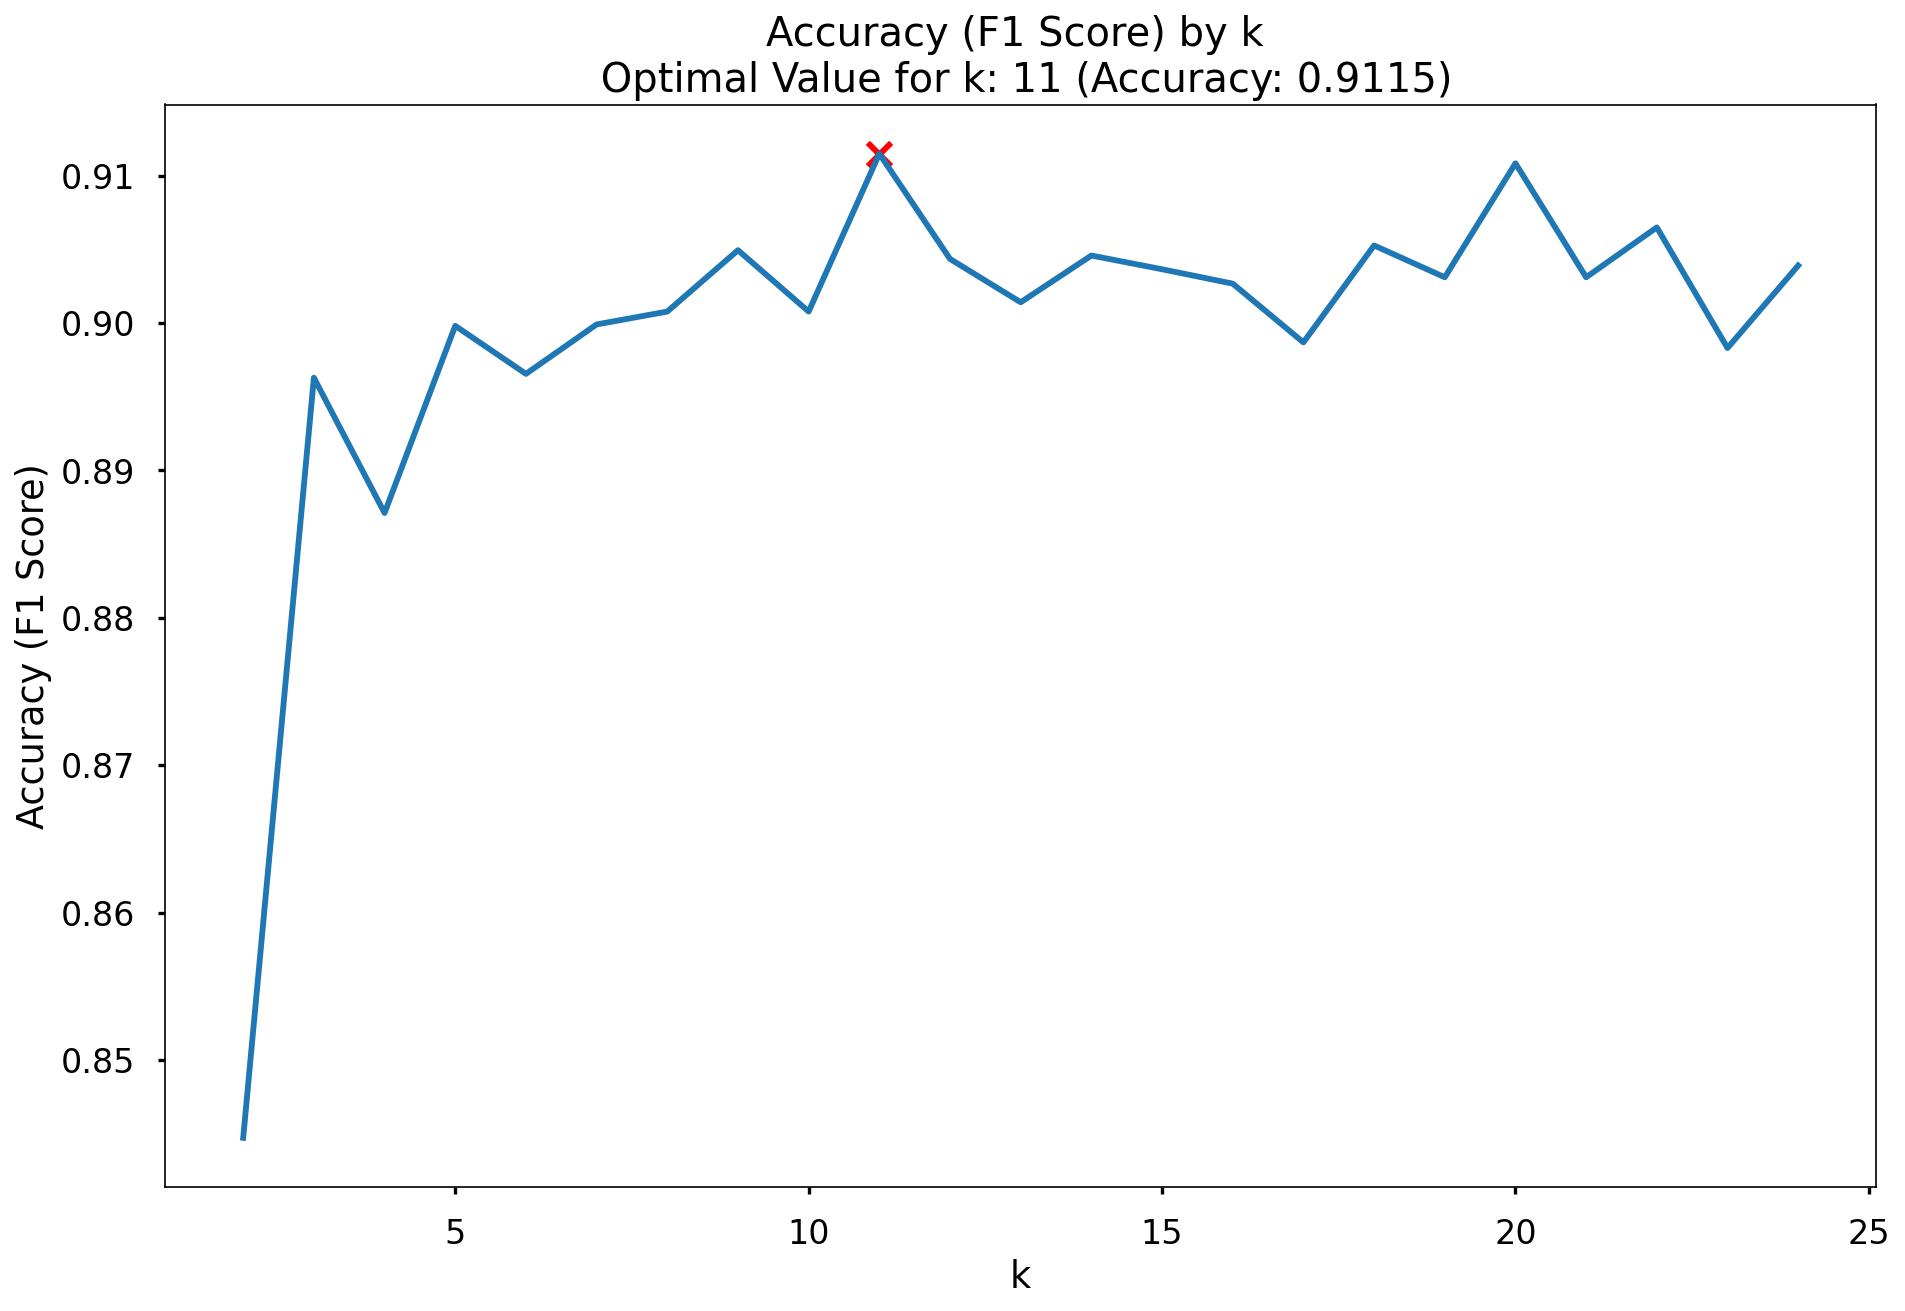 Accuracy (F1 Score) by k
Optimal Value for k: 11 (Accuracy: 0.9115)
Accuracy (F1 Score)
0.91
0.90
0.89
0.88
0.87
0.86
0.85
5 10 15 20 25
k